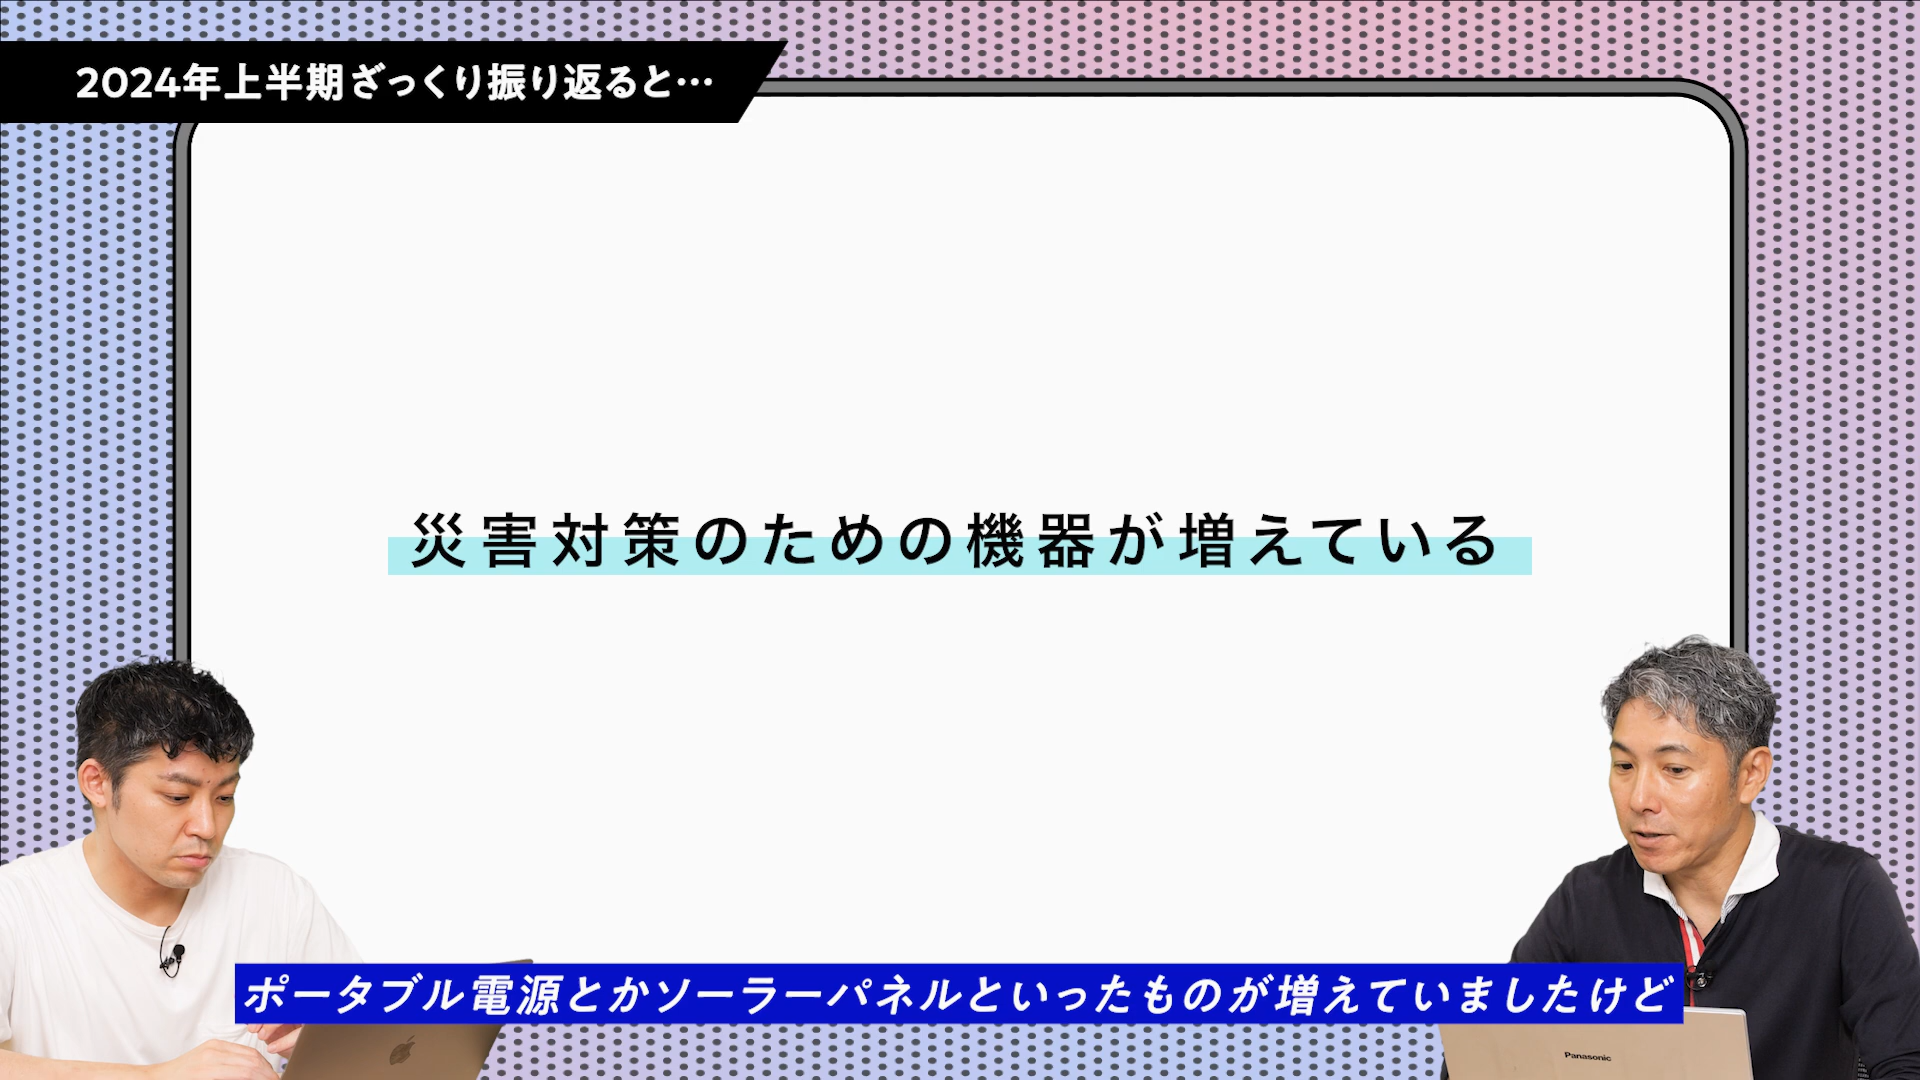 2024年上半期ざっくり振り返ると…
災害対策のための機器が増えている
ポータブル電源とかソーラーパネルといったものが増えていましたけど
Panasonic